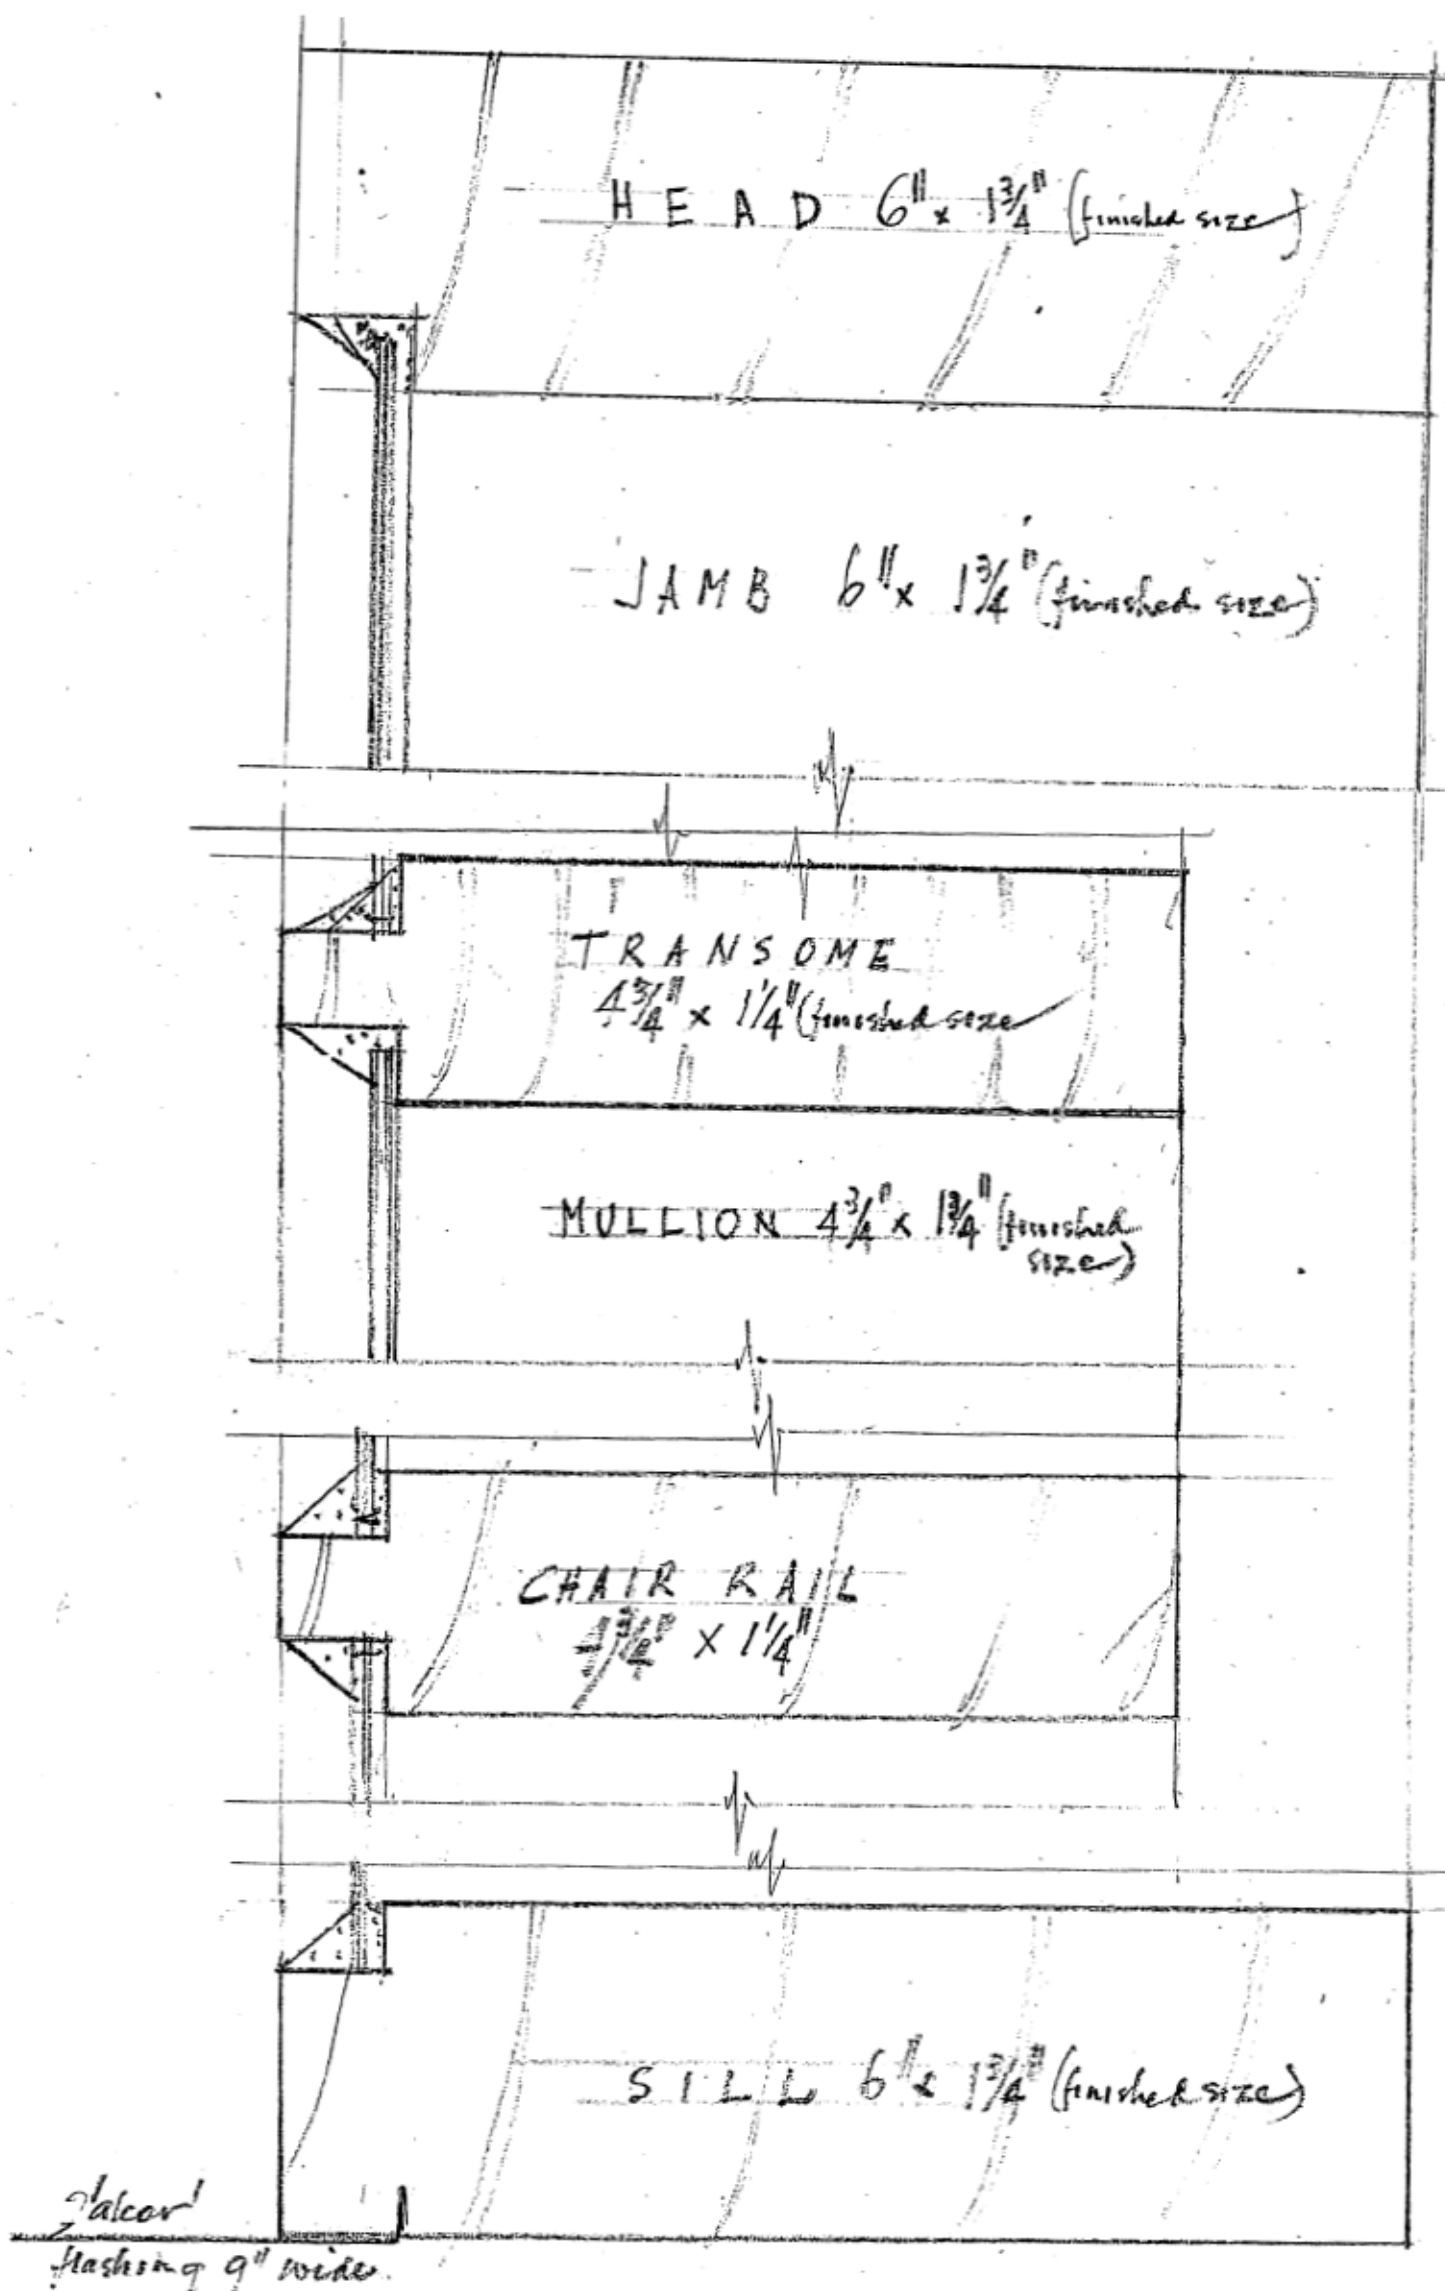 HEAD 6" x 1¾" (finished size)
JAMB 6" x 1¾" (finished size)
TRANSOME
4¾" x 1¼" (finished size
MULLION 4¾" x 1¾" (finished
size)
CHAIR RAIL
4¾" x 1¼"
SILL 6" x 1¾" (finished size)
flashing 9" wide.